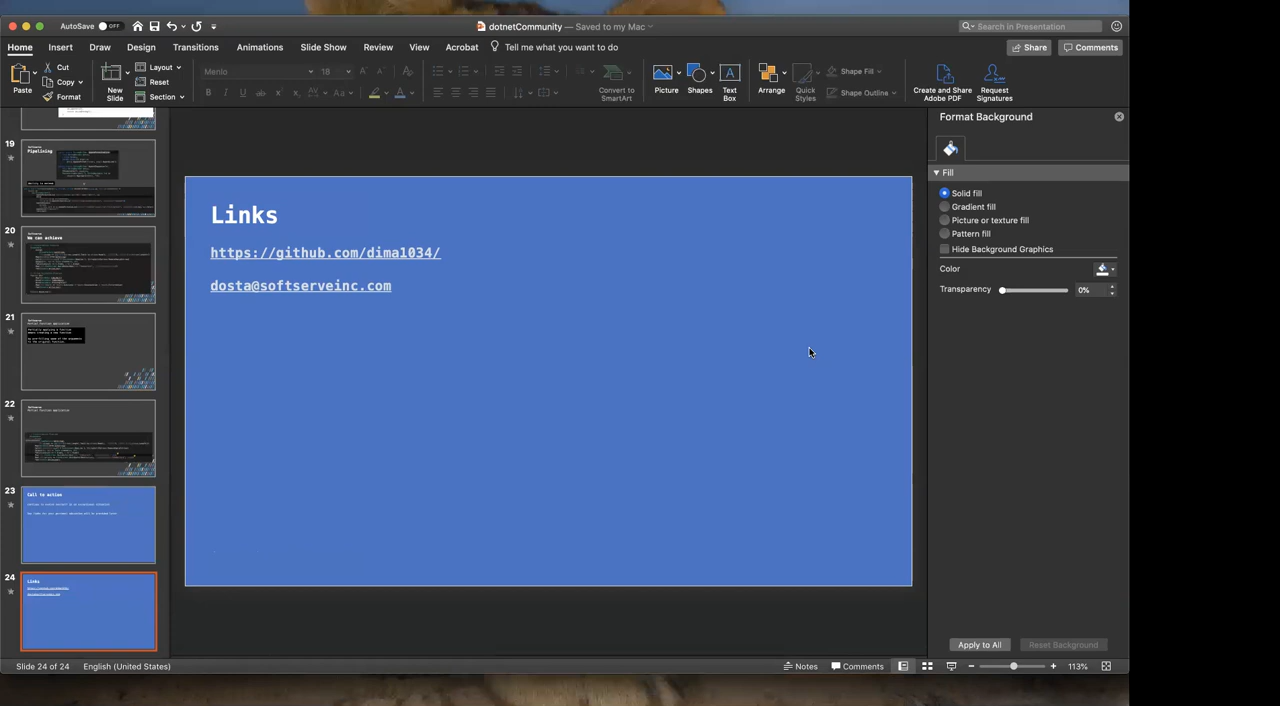 AutoSave OFF
dotnetCommunity — Saved to my Mac
Search in Presentation
Home Insert Draw Design Transitions Animations Slide Show Review View Acrobat Tell me what you want to do
Share Comments
Paste
Cut
Copy
Format
New Slide
Layout
Reset
Section
Menlo 18
Convert to SmartArt
Picture
Shapes
Text Box
Arrange
Quick Styles
Shape Fill
Shape Outline
Create and Share Adobe PDF
Request Signatures
19
Pipelining
20
We can achieve
21
22
23
Call to action
24
Links
Links
https://github.com/dima1034/
dosta@softserveinc.com
Format Background
Fill
Solid fill
Gradient fill
Picture or texture fill
Pattern fill
Hide Background Graphics
Color
Transparency 0%
Apply to All Reset Background
Slide 24 of 24 English (United States) Notes Comments 113%